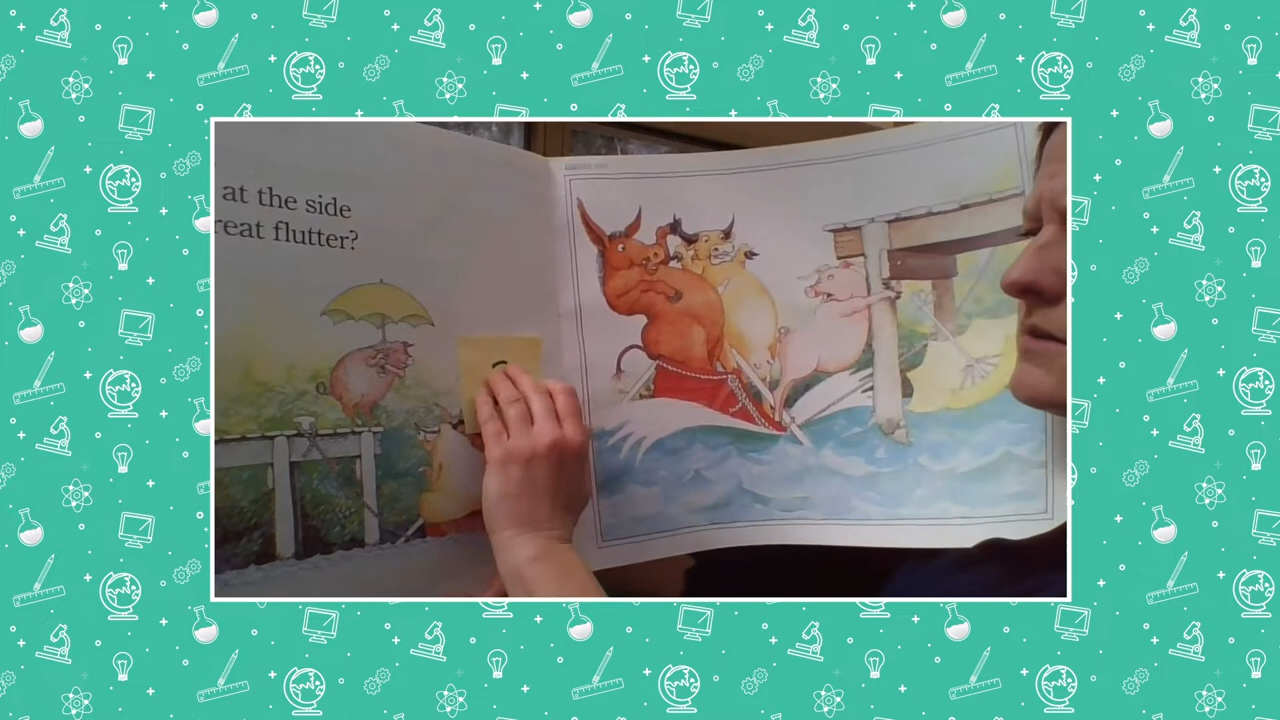 at the side
reat flutter?